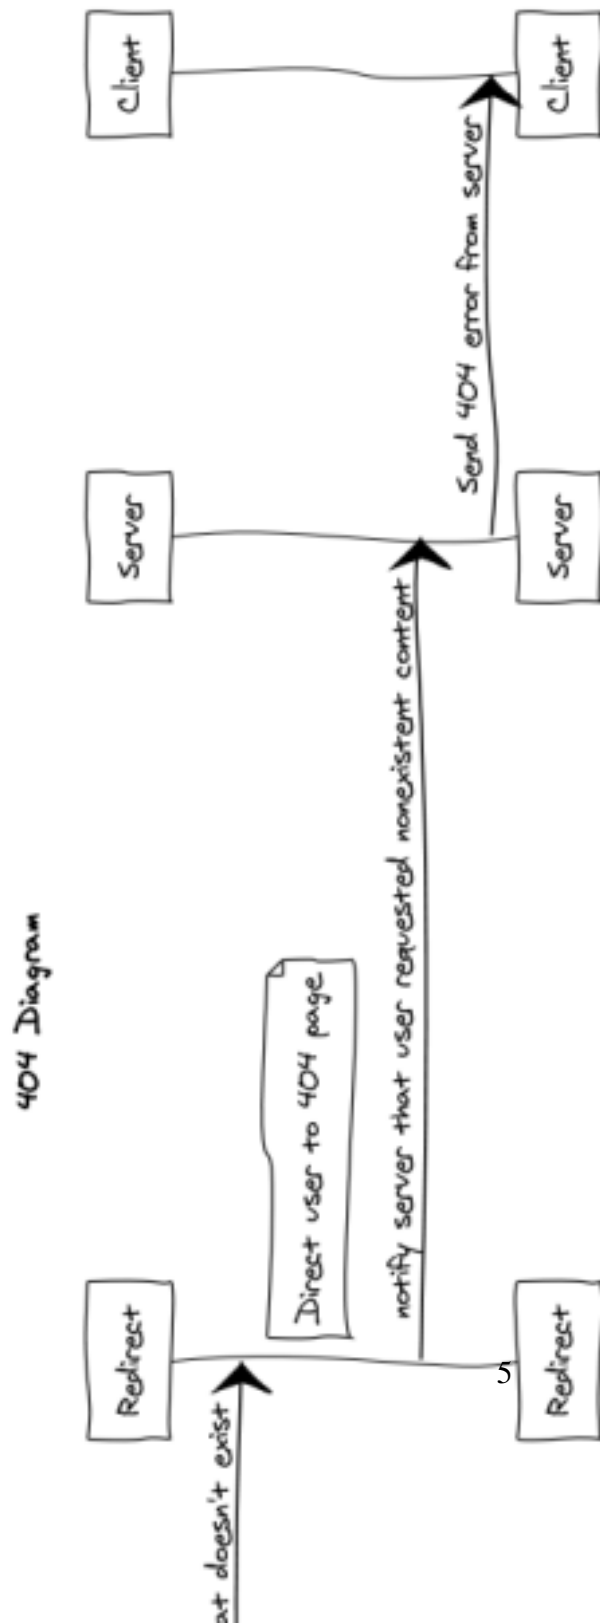 404 Diagram
Redirect
Server
Client
at doesn't exist
Direct user to 404 page
notify server that user requested nonexistent content
Send 404 error from server
Redirect
Server
Client
5